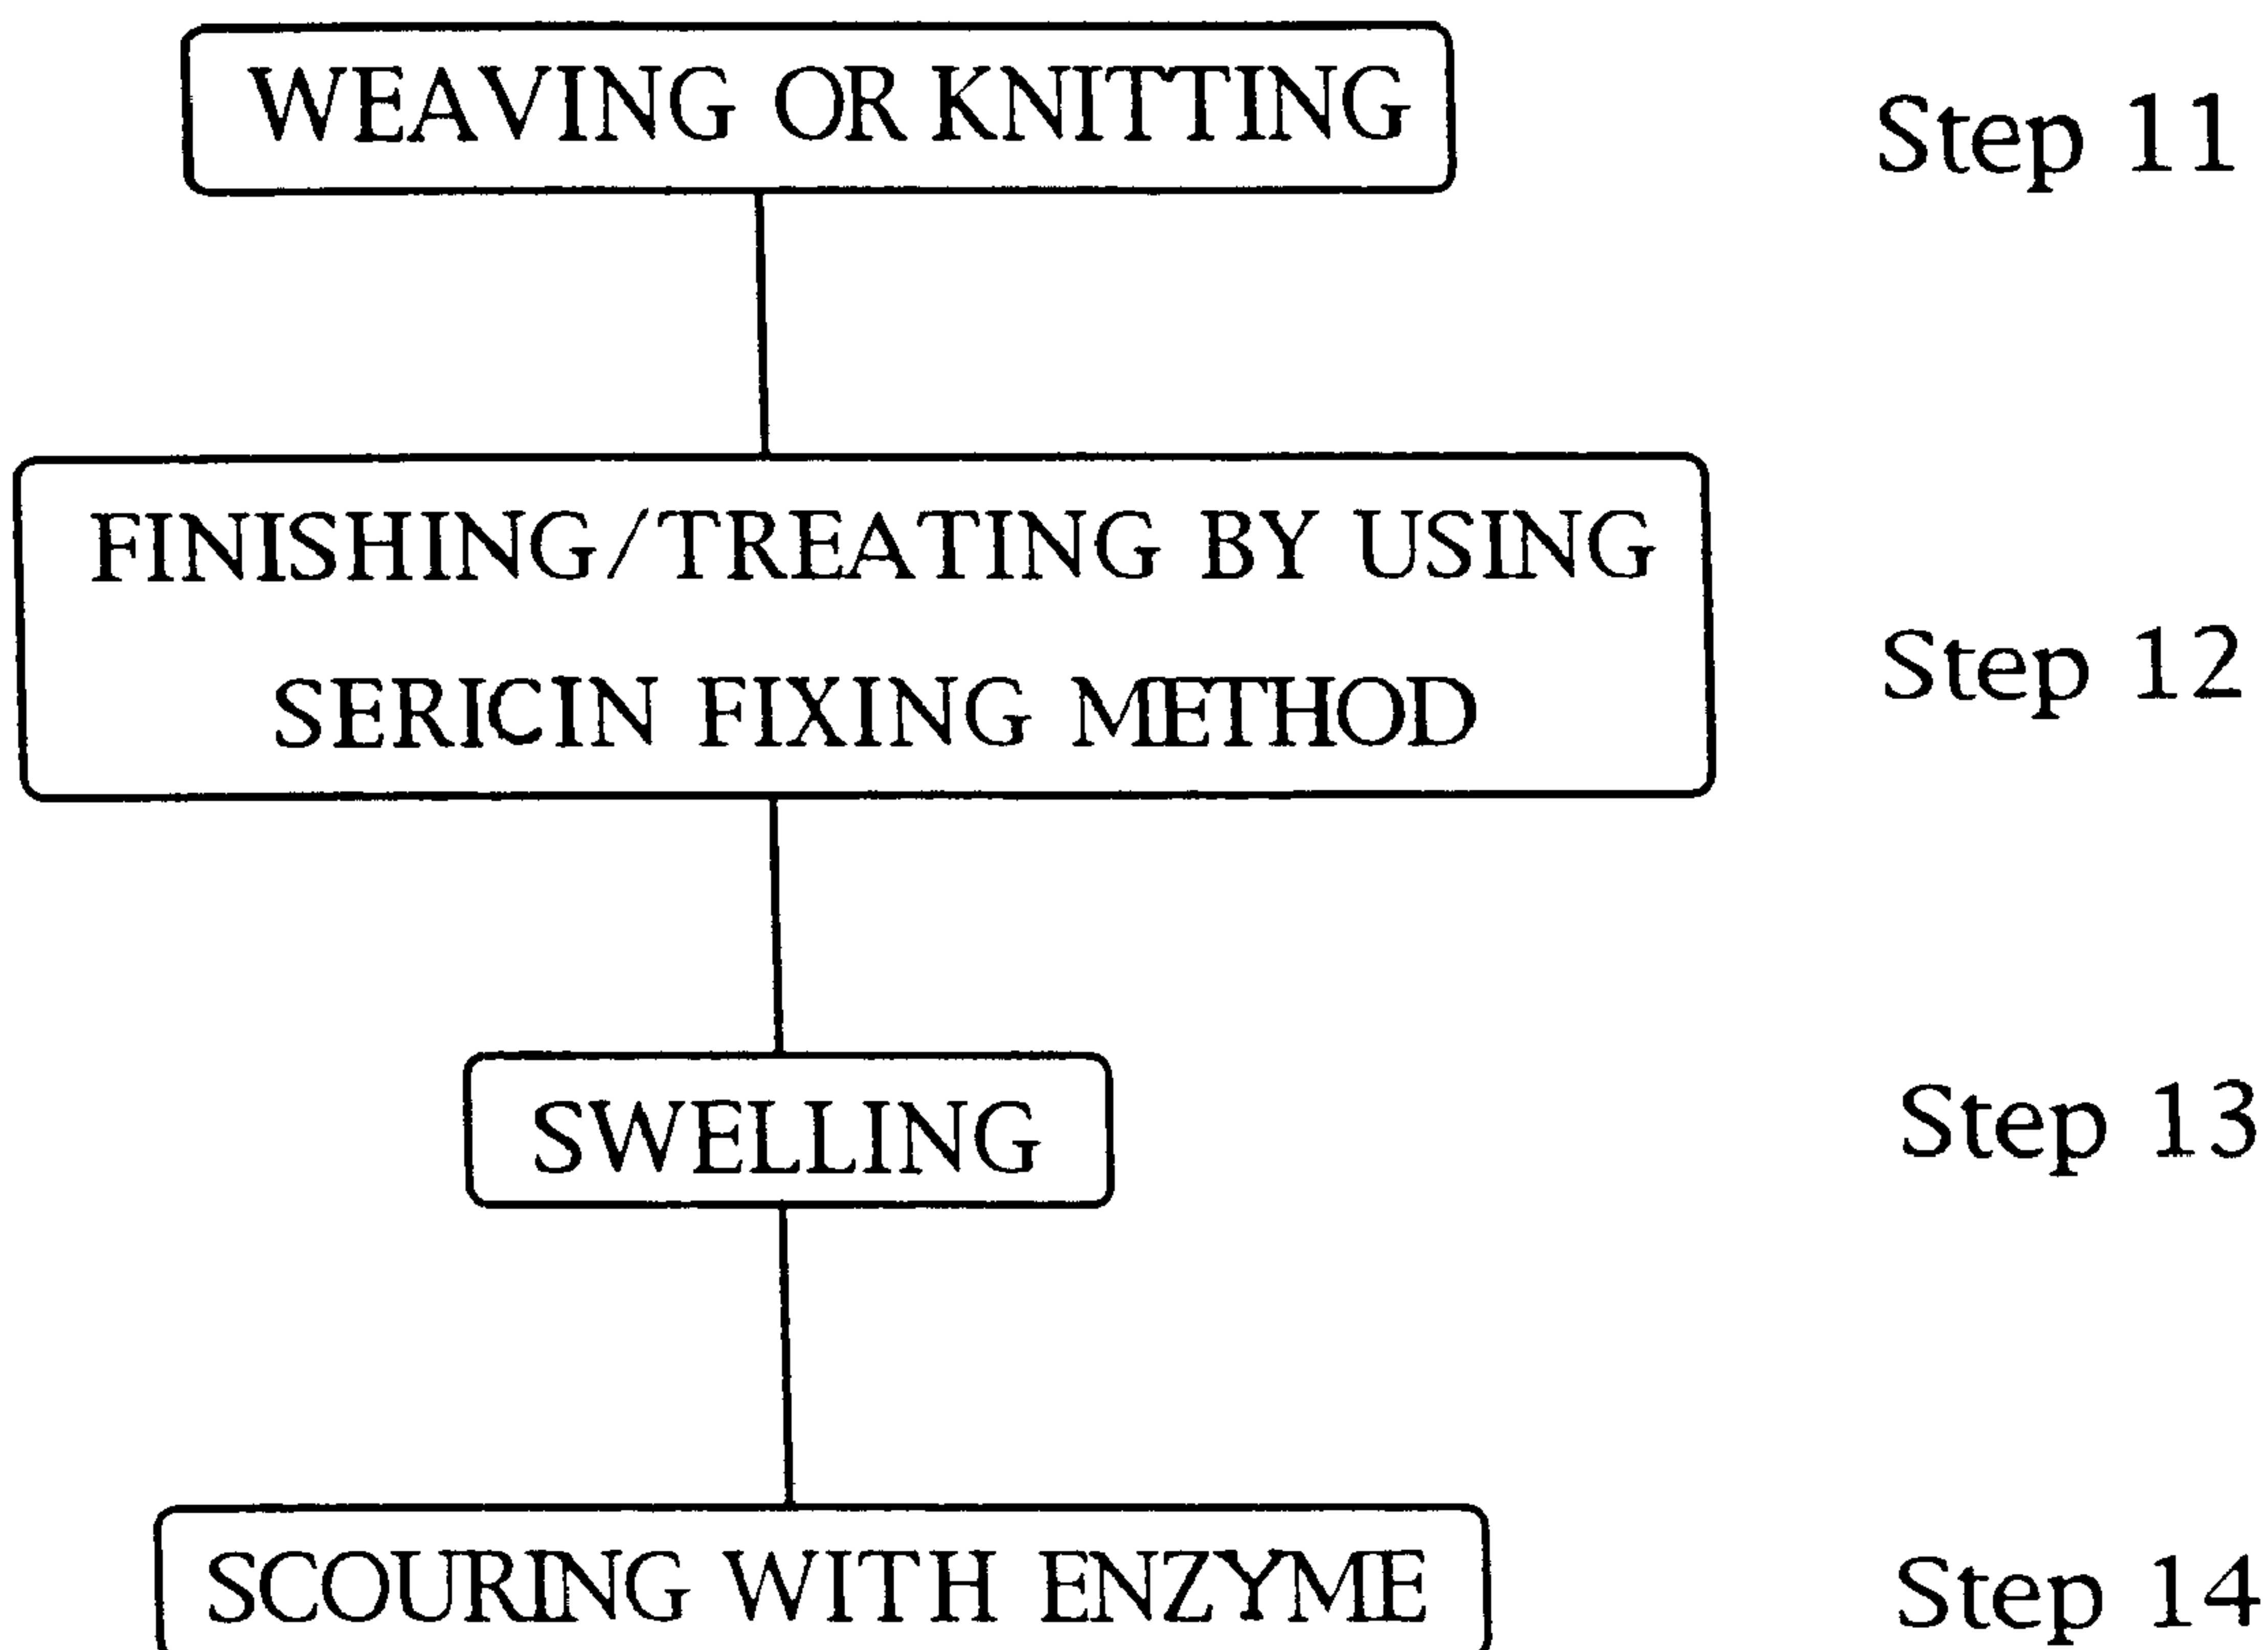 WEAVING OR KNITTING
Step 11
FINISHING/TREATING BY USING
SERICIN FIXING METHOD
Step 12
SWELLING
Step 13
SCOURING WITH ENZYME
Step 14